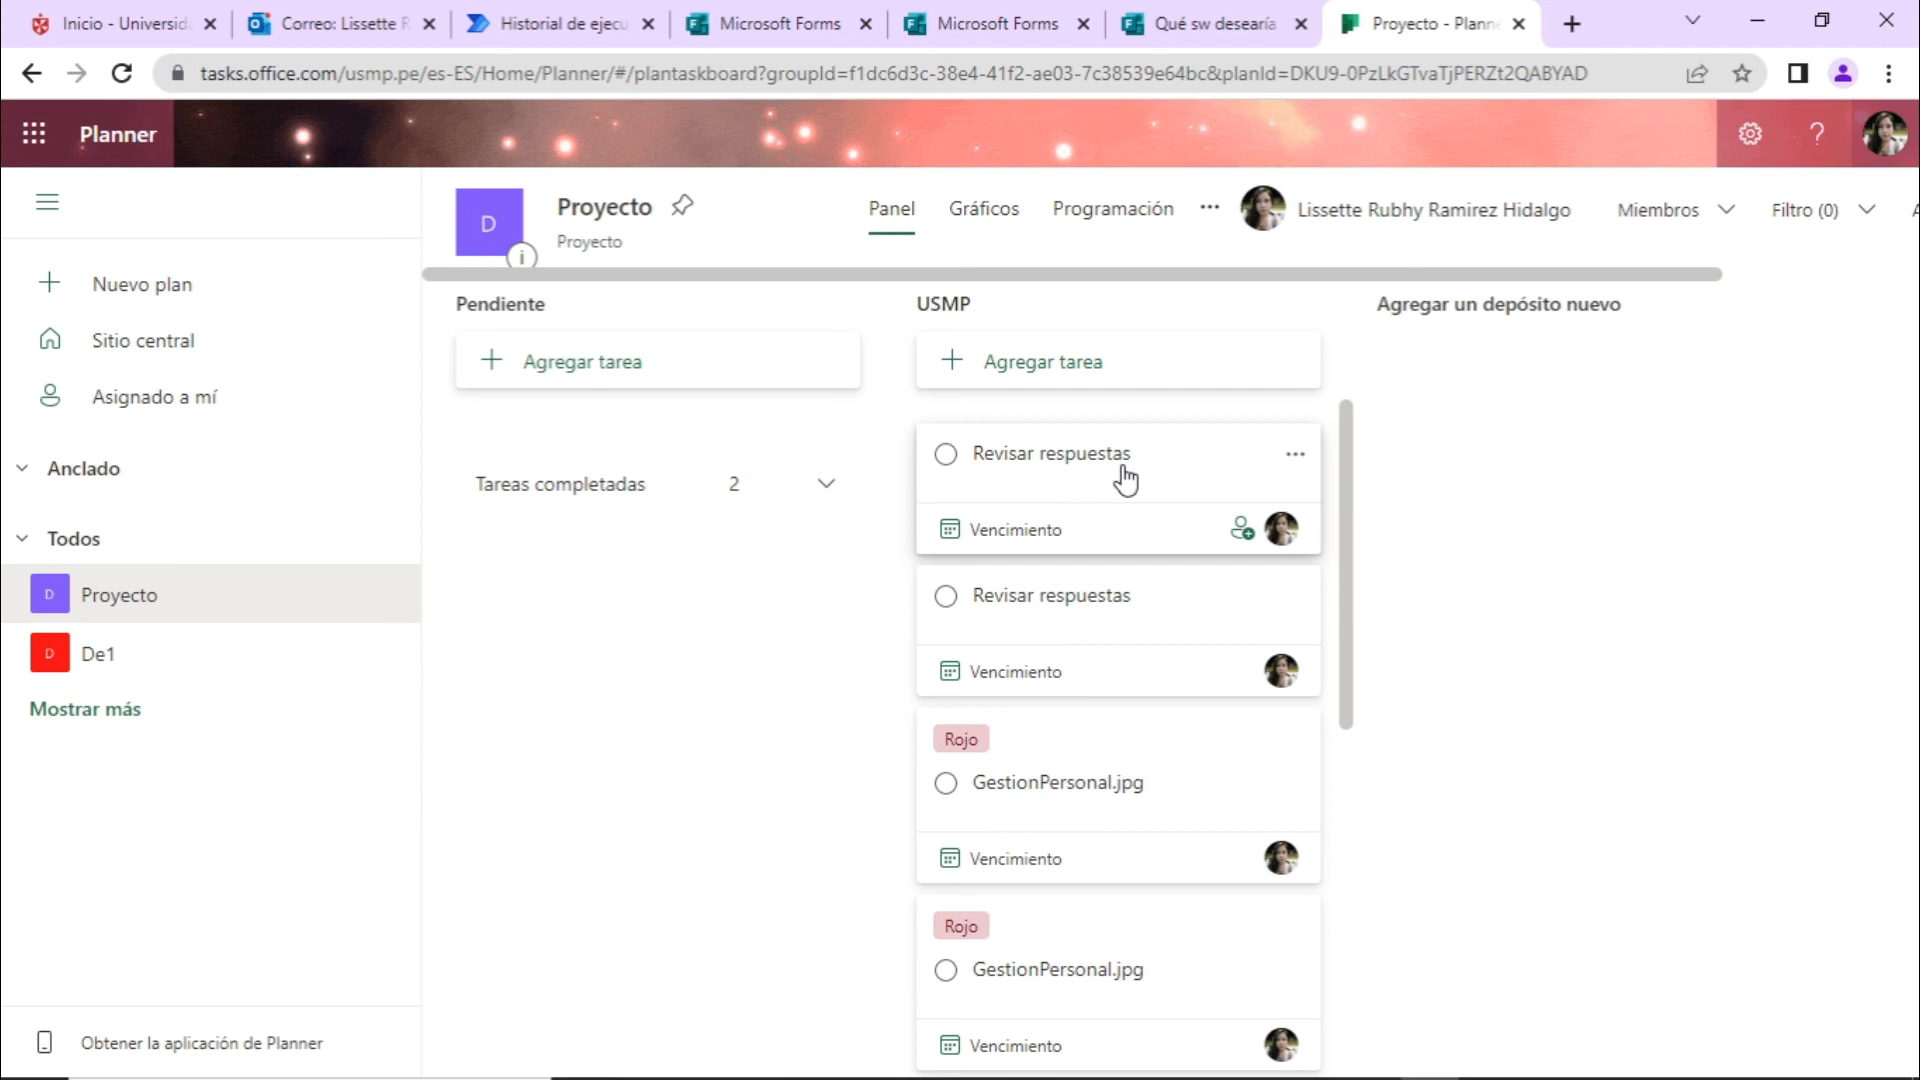 Inicio - Universid
Correo: Lissette R
Historial de ejecu
Microsoft Forms
Microsoft Forms
Qué sw desearía
Proyecto - Planne
tasks.office.com/usmp.pe/es-ES/Home/Planner/#/plantaskboard?groupId=f1dc6d3c-38e4-41f2-ae03-7c38539e64bc&planId=DKU9-0PzLkGTvaTjPERZt2QABYAD
Planner
?
D
i
Proyecto
Proyecto
Panel
Gráficos
Programación
Lissette Rubhy Ramirez Hidalgo
Miembros
Filtro (0)
Nuevo plan
Sitio central
Asignado a mí
Anclado
Todos
D Proyecto
D De1
Mostrar más
Obtener la aplicación de Planner
Pendiente
Agregar tarea
Tareas completadas 2
USMP
Agregar tarea
Revisar respuestas
Vencimiento
Revisar respuestas
Vencimiento
Rojo
GestionPersonal.jpg
Vencimiento
Rojo
GestionPersonal.jpg
Vencimiento
Agregar un depósito nuevo